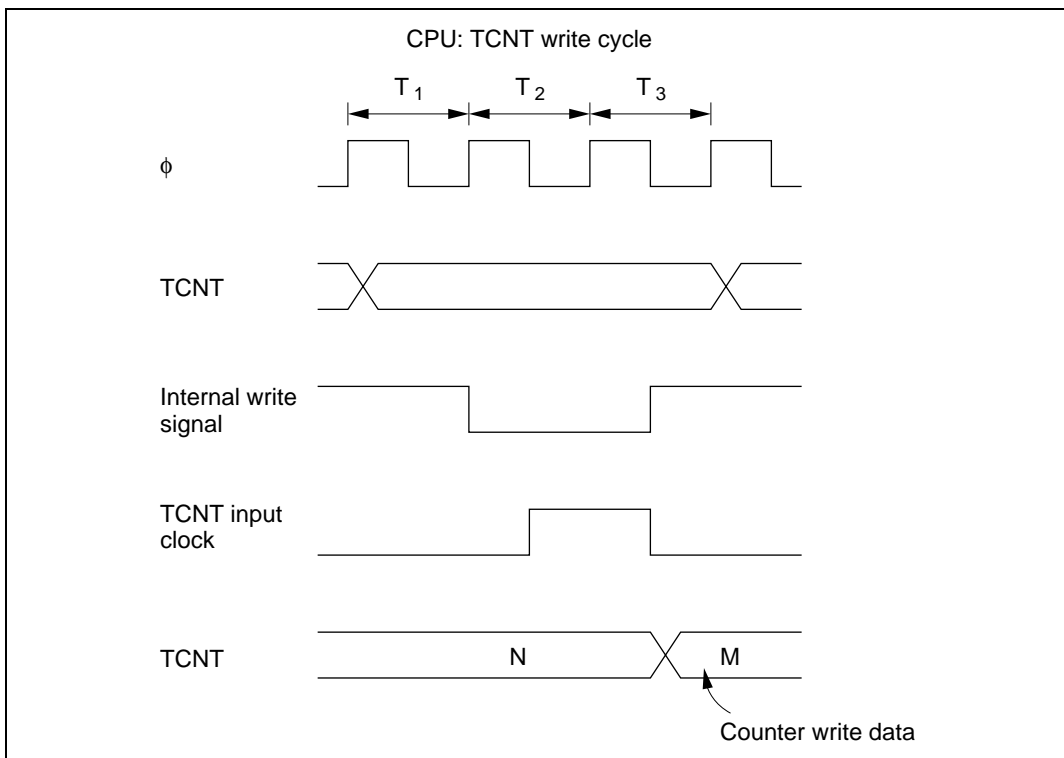 CPU: TCNT write cycle
T1 T2 T3
ϕ
TCNT
Internal write
signal
TCNT input
clock
TCNT
N M
Counter write data